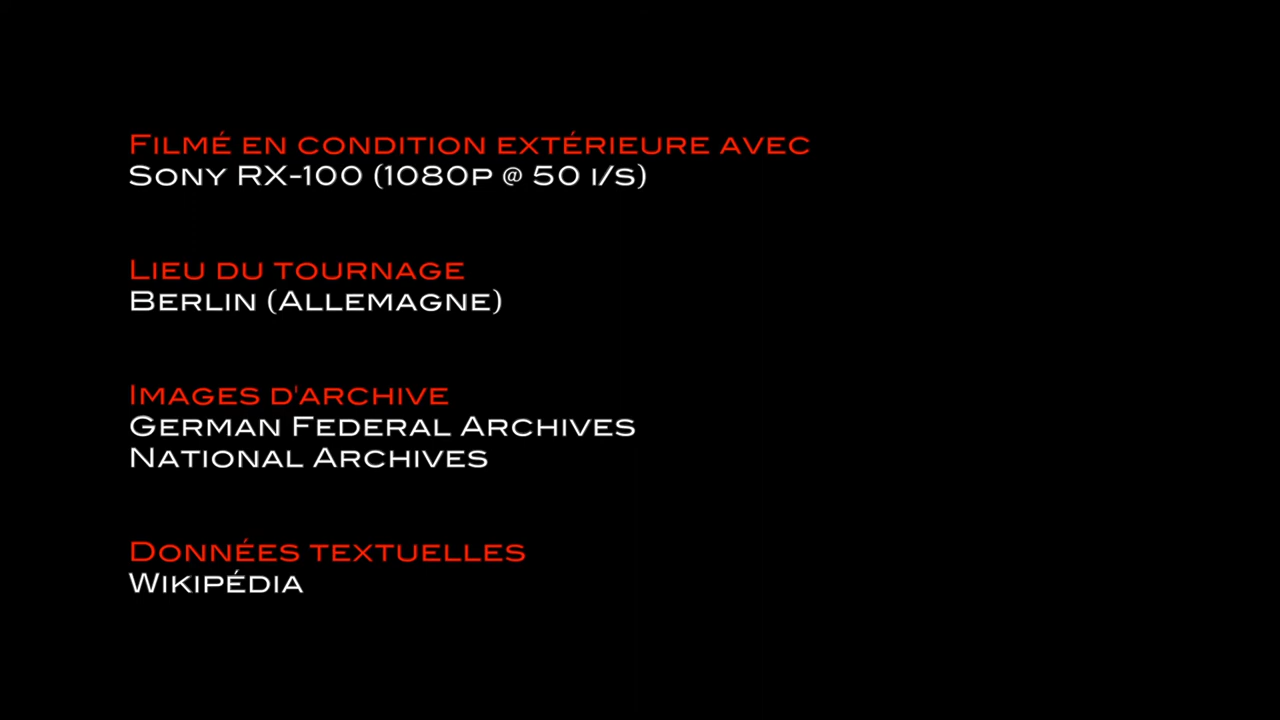 Filmé en condition extérieure avec
Sony RX-100 (1080p @ 50 i/s)
Lieu du tournage
Berlin (Allemagne)
Images d'archive
German Federal Archives
National Archives
Données textuelles
Wikipédia